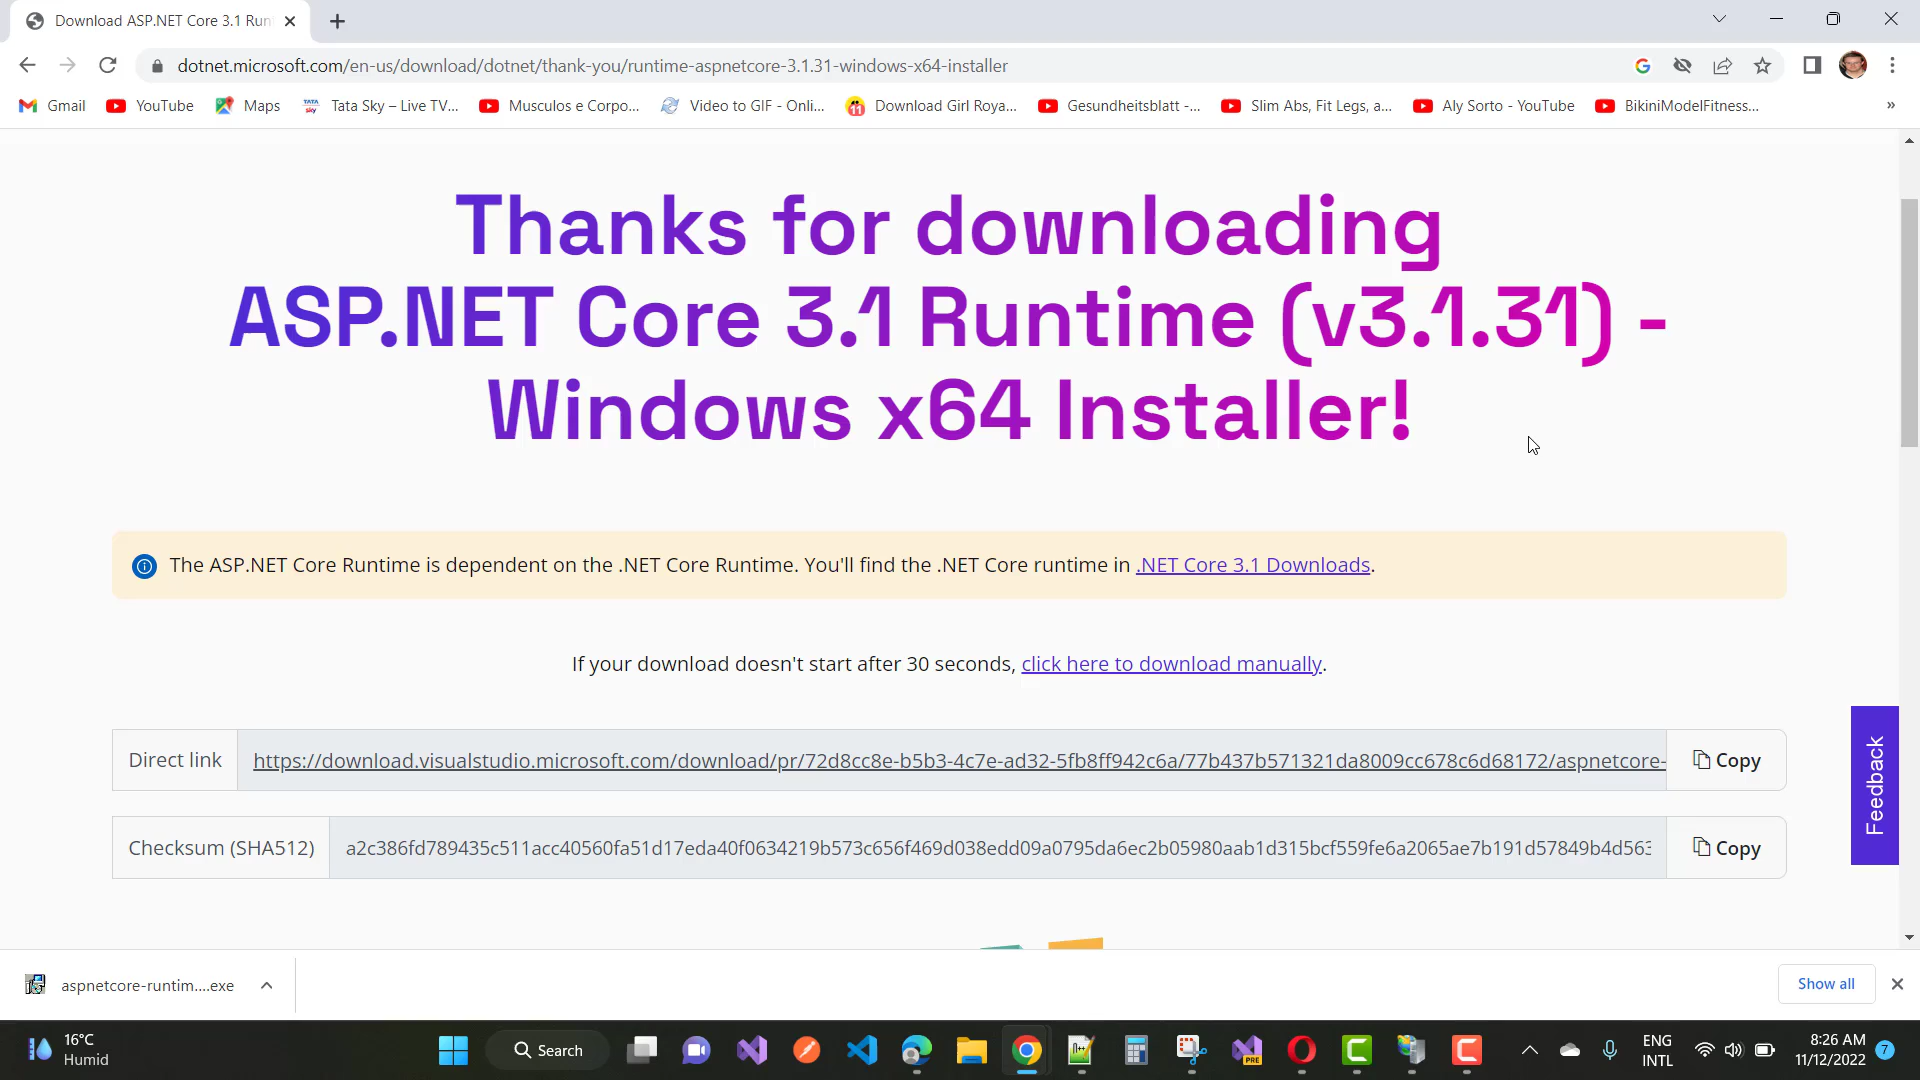 Download ASP.NET Core 3.1 Run
dotnet.microsoft.com/en-us/download/dotnet/thank-you/runtime-aspnetcore-3.1.31-windows-x64-installer
Gmail YouTube Maps Tata Sky – Live TV... Musculos e Corpo... Video to GIF - Onli... Download Girl Roya... Gesundheitsblatt -... Slim Abs, Fit Legs, a... Aly Sorto - YouTube BikiniModelFitness... »
Thanks for downloading
ASP.NET Core 3.1 Runtime (v3.1.31) -
Windows x64 Installer!
The ASP.NET Core Runtime is dependent on the .NET Core Runtime. You'll find the .NET Core runtime in .NET Core 3.1 Downloads.
If your download doesn't start after 30 seconds, click here to download manually.
Direct link https://download.visualstudio.microsoft.com/download/pr/72d8cc8e-b5b3-4c7e-ad32-5fb8ff942c6a/77b437b571321da8009cc678c6d68172/aspnetcore- Copy
Feedback
Checksum (SHA512) a2c386fd789435c511acc40560fa51d17eda40f0634219b573c656f469d038edd09a0795da6ec2b05980aab1d315bcf559fe6a2065ae7b191d57849b4d563 Copy
aspnetcore-runtim....exe Show all
16°C
Humid
Search
PRE
ENG
INTL
8:26 AM
11/12/2022
7